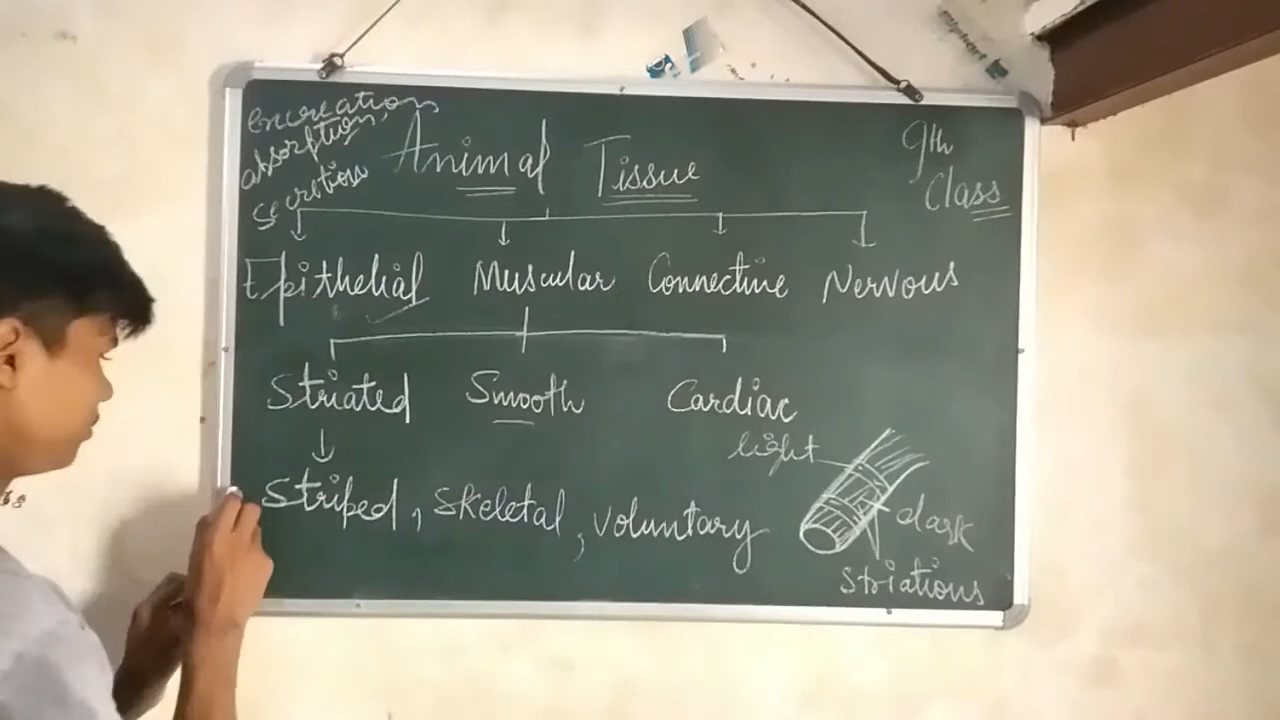 encreation,
absorption,
secretion
Animal Tissue
9th
Class
Epithelial Muscular Connective Nervous
Striated Smooth Cardiac
Striped, Skeletal, voluntary
light
dark
Striations